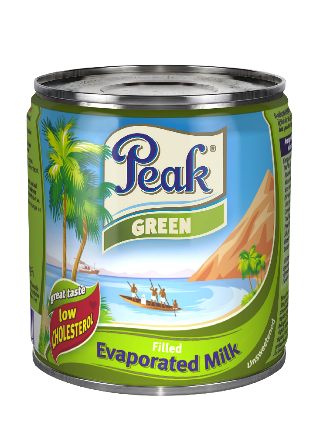 Peak®
GREEN
great taste
low
CHOLESTEROL
Filled
Evaporated Milk
Unsweetened